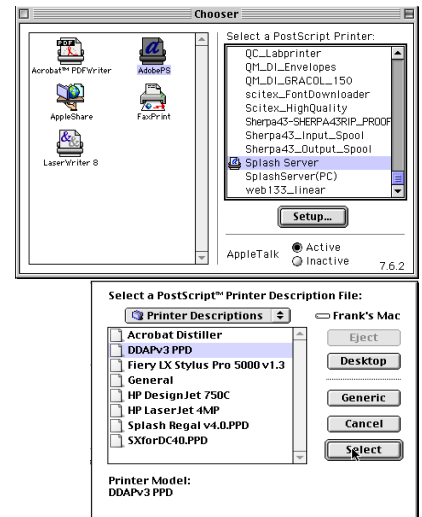 Chooser
Select a PostScript Printer:
Acrobat™ PDFWriter
AdobePS
AppleShare
FaxPrint
LaserWriter 8
QC_Labprinter
QM_DI_Envelopes
QM_DI_GRACOL_150
scitex_FontDownloader
Scitex_HighQuality
Sherpa43-SHERPA43RIP_PROOF
Sherpa43_Input_Spool
Sherpa43_Output_Spool
Splash Server
SplashServer(PC)
web133_linear
Setup...
AppleTalk
Active
Inactive
7.6.2
Select a PostScript™ Printer Description File:
Printer Descriptions
Frank's Mac
Acrobat Distiller
DDAPv3 PPD
Fiery LX Stylus Pro 5000 v1.3
General
HP DesignJet 750C
HP LaserJet 4MP
Splash Regal v4.0.PPD
SXforDC40.PPD
Eject
Desktop
Generic
Cancel
Select
Printer Model:
DDAPv3 PPD